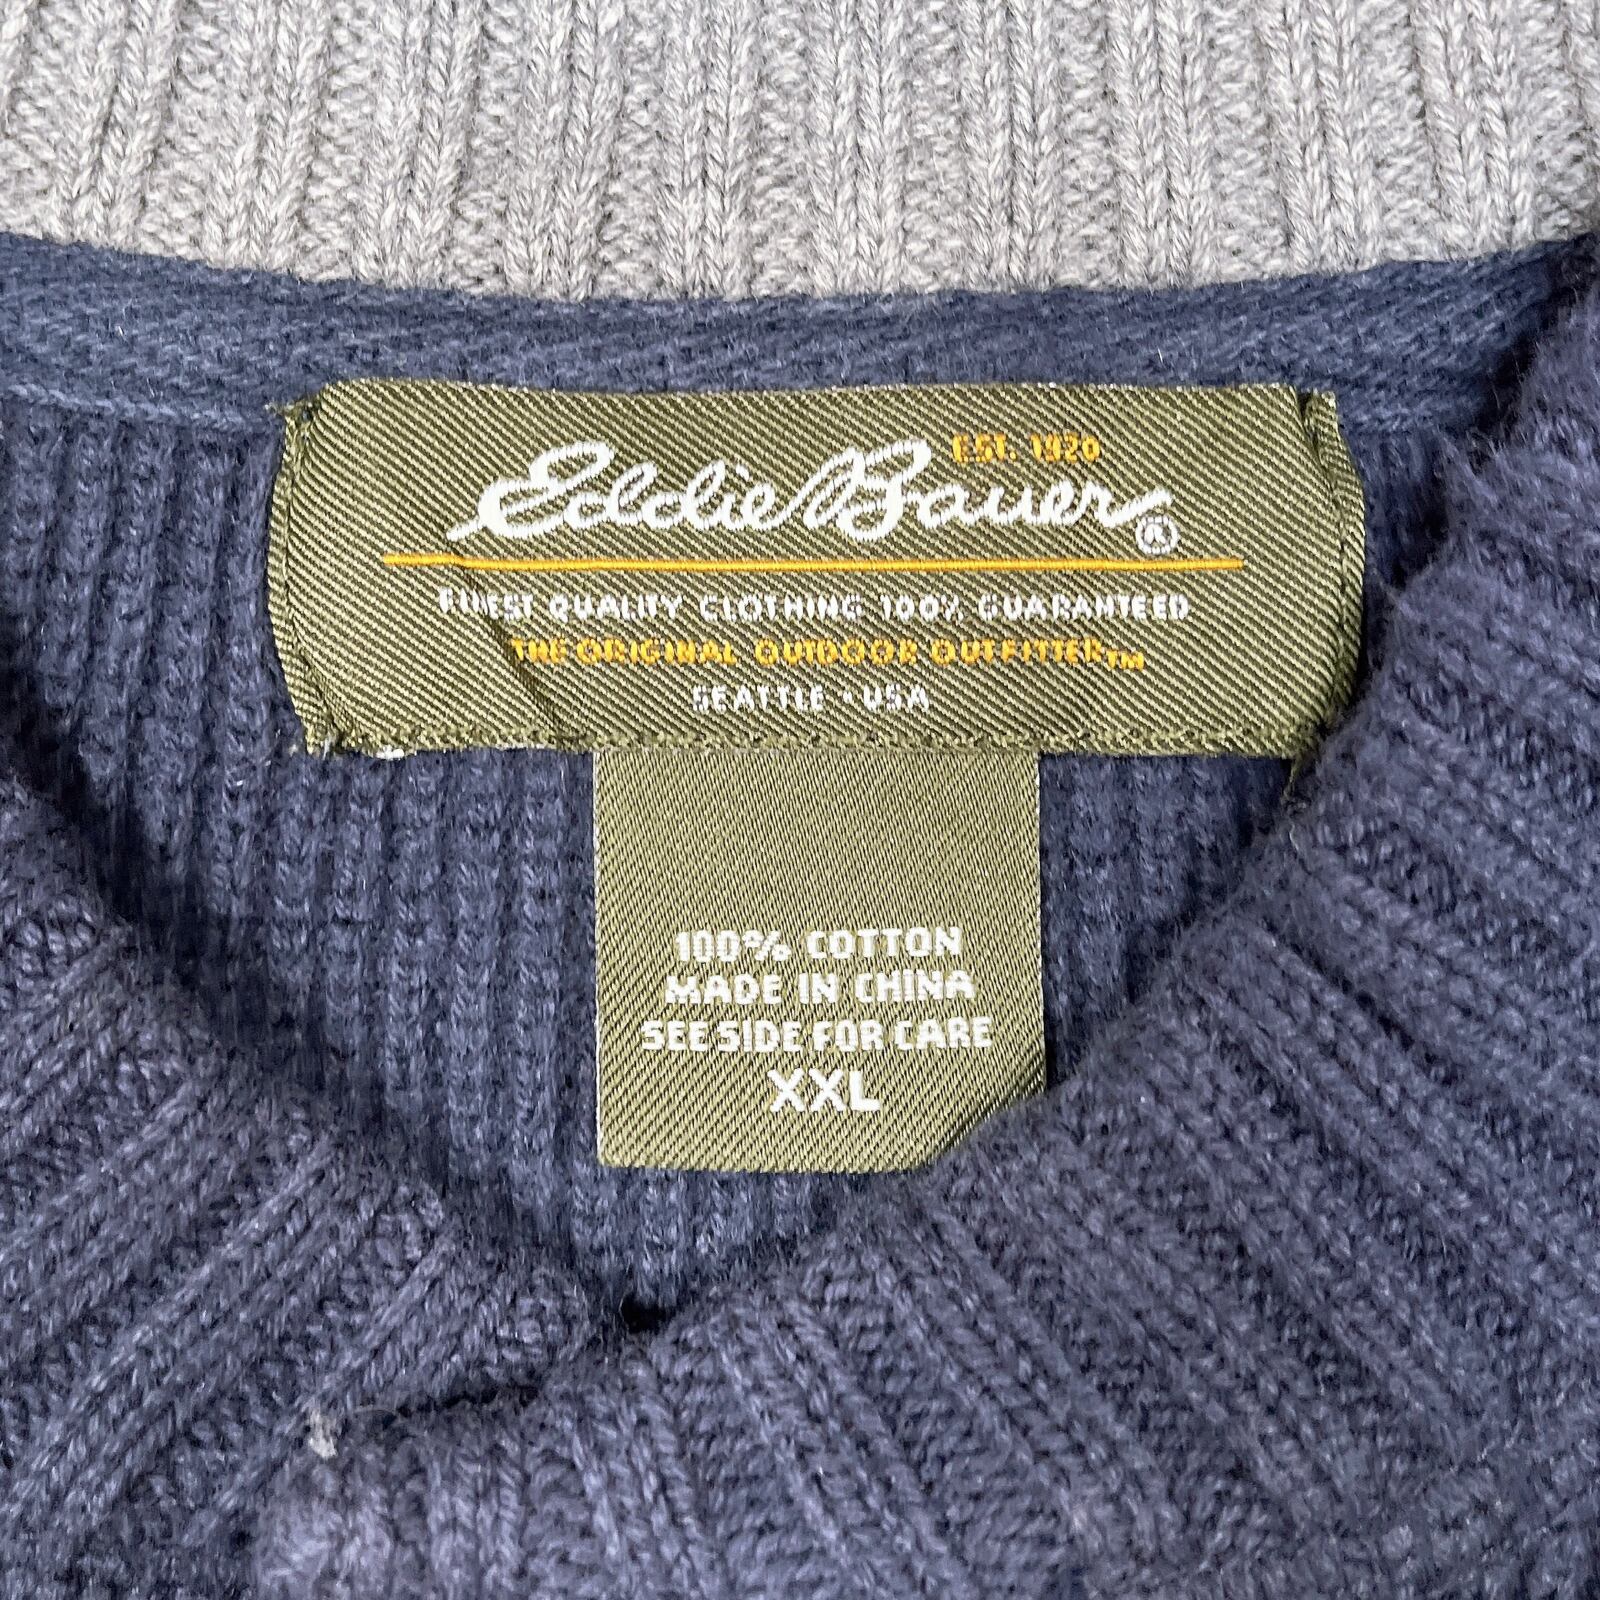 EST. 1920
Eddie Bauer®
FINEST QUALITY CLOTHING 100% GUARANTEED
THE ORIGINAL OUTDOOR OUTFITTER™
SEATTLE • USA
100% COTTON
MADE IN CHINA
SEE SIDE FOR CARE
XXL